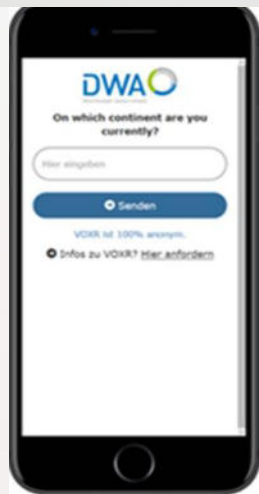 DWA
On which continent are you
currently?
Hier eingeben
Senden
VOXR ist 100% anonym.
Infos zu VOXR? Hier anfordern